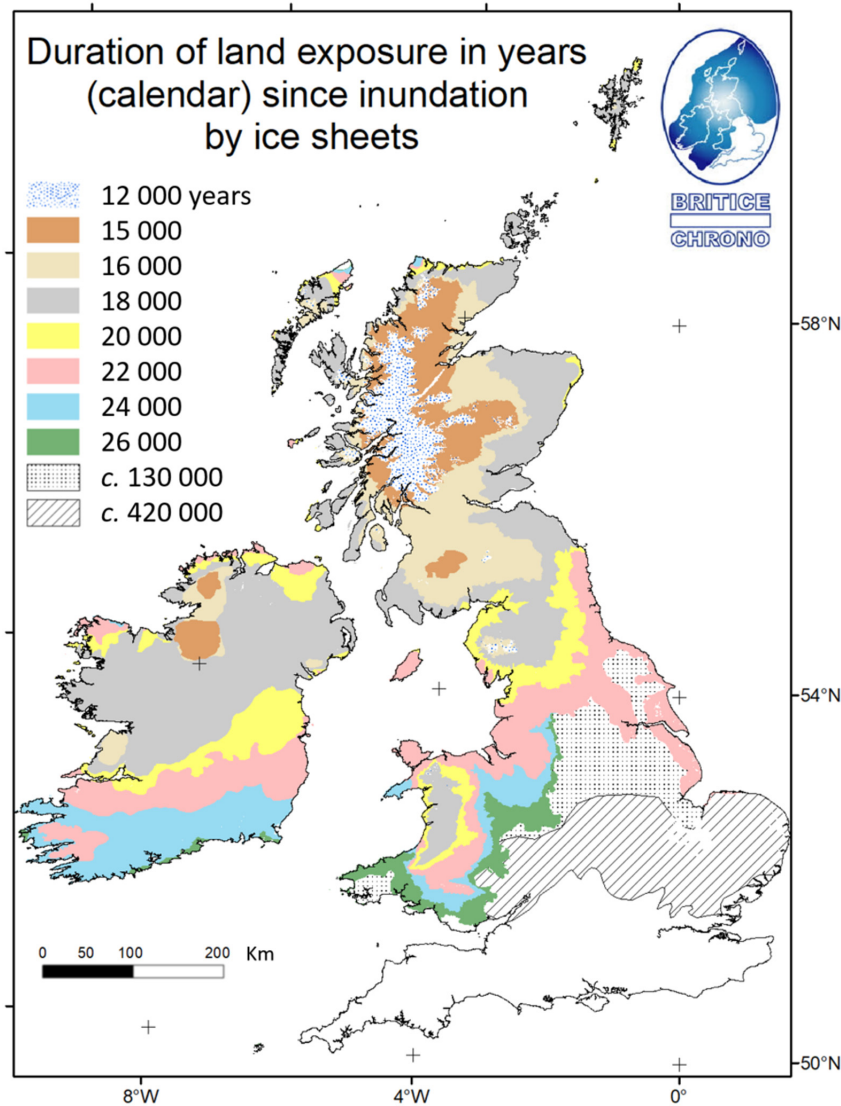 Duration of land exposure in years
(calendar) since inundation
by ice sheets
BRITICE
CHRONO
12 000 years
15 000
16 000
18 000
20 000
22 000
24 000
26 000
c. 130 000
c. 420 000
58°N
54°N
0 50 100 200 Km
50°N
8°W 4°W 0°